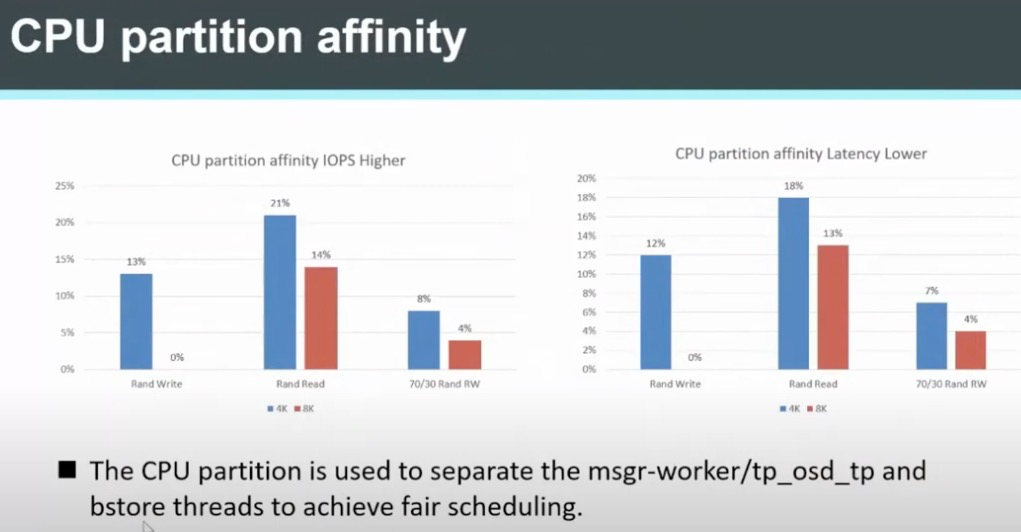 CPU partition affinity
CPU partition affinity IOPS Higher
25%
20%
15%
10%
5%
0%
13%
0%
21%
14%
8%
4%
Rand Write
Rand Read
70/30 Rand RW
4K 8K
CPU partition affinity Latency Lower
20%
18%
16%
14%
12%
10%
8%
6%
4%
2%
0%
12%
0%
18%
13%
7%
4%
Rand Write
Rand Read
70/30 Rand RW
4K 8K
The CPU partition is used to separate the msgr-worker/tp_osd_tp and
bstore threads to achieve fair scheduling.